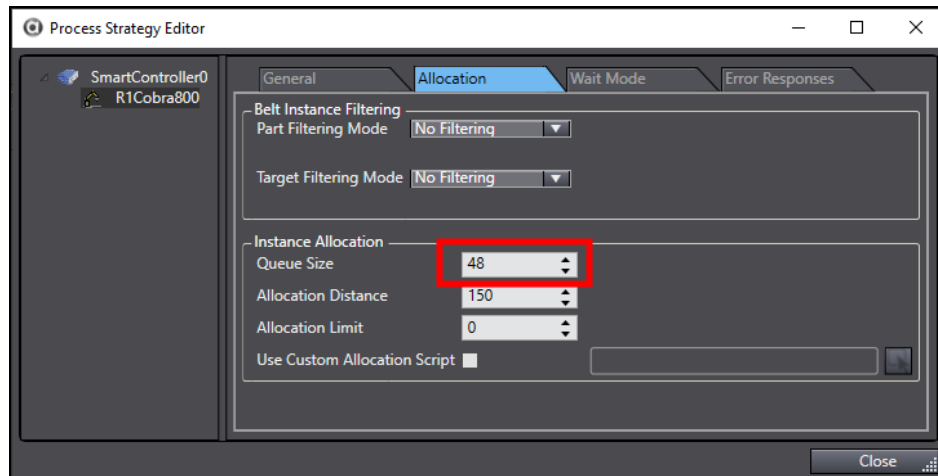 Process Strategy Editor
SmartController0
R1Cobra800
General Allocation Wait Mode Error Responses
Belt Instance Filtering
Part Filtering Mode No Filtering
Target Filtering Mode No Filtering
Instance Allocation
Queue Size 48
Allocation Distance 150
Allocation Limit 0
Use Custom Allocation Script
Close